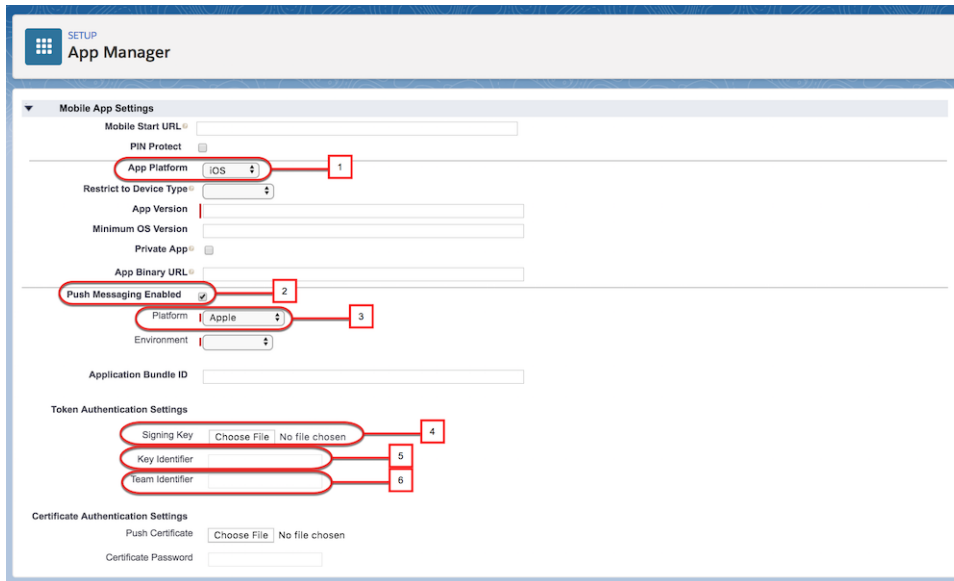 SETUP
App Manager
Mobile App Settings
Mobile Start URL
PIN Protect
App Platform iOS 1
Restrict to Device Type
App Version
Minimum OS Version
Private App
App Binary URL
Push Messaging Enabled 2
Platform Apple 3
Environment
Application Bundle ID
Token Authentication Settings
Signing Key Choose File No file chosen 4
Key Identifier 5
Team Identifier 6
Certificate Authentication Settings
Push Certificate Choose File No file chosen
Certificate Password